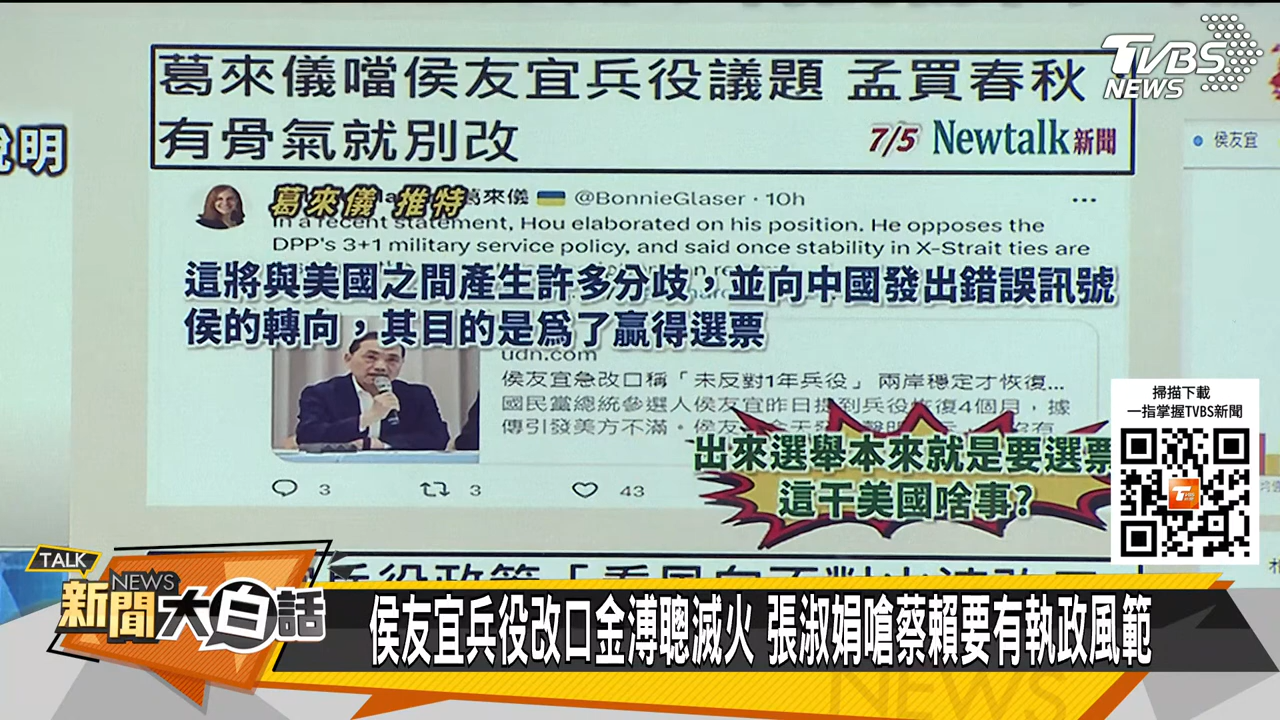 葛來儀噹侯友宜兵役議題 孟買春秋:
有骨氣就別改
7/5 Newtalk新聞
TVBS
NEWS
說明
侯友宜
葛來儀 推特
葛來儀 @BonnieGlaser · 10h
In a recent statement, Hou elaborated on his position. He opposes the
DPP's 3+1 military service policy, and said once stability in X-Strait ties are
這將與美國之間產生許多分歧，並向中國發出錯誤訊號
侯的轉向，其目的是為了贏得選票
udn.com
侯友宜急改口稱「未反對1年兵役」 兩岸穩定才恢復...
國民黨總統參選人侯友宜昨日提到兵役恢復4個月，據
傳引發美方不滿。侯友
出來選舉本來就是要選票
這干美國啥事?
3
3
43
掃描下載
一指掌握TVBS新聞
TALK
NEWS
新聞大白話
侯友宜兵役改口金溥聰滅火 張淑娟嗆蔡賴要有執政風範
NEWS